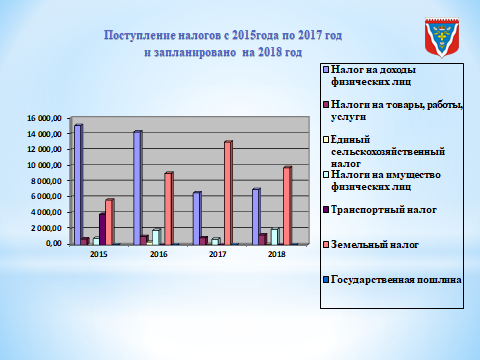 Поступление налогов с 2015года по 2017 год
и запланировано на 2018 год
16 000,00
14 000,00
12 000,00
10 000,00
8 000,00
6 000,00
4 000,00
2 000,00
0,00
2015
2016
2017
2018
Налог на доходы
физических лиц
Налоги на товары, работы,
услуги
Единый
сельскохозяйственный
налог
Налоги на имущество
физических лиц
Транспортный налог
Земельный налог
Государственная пошлина